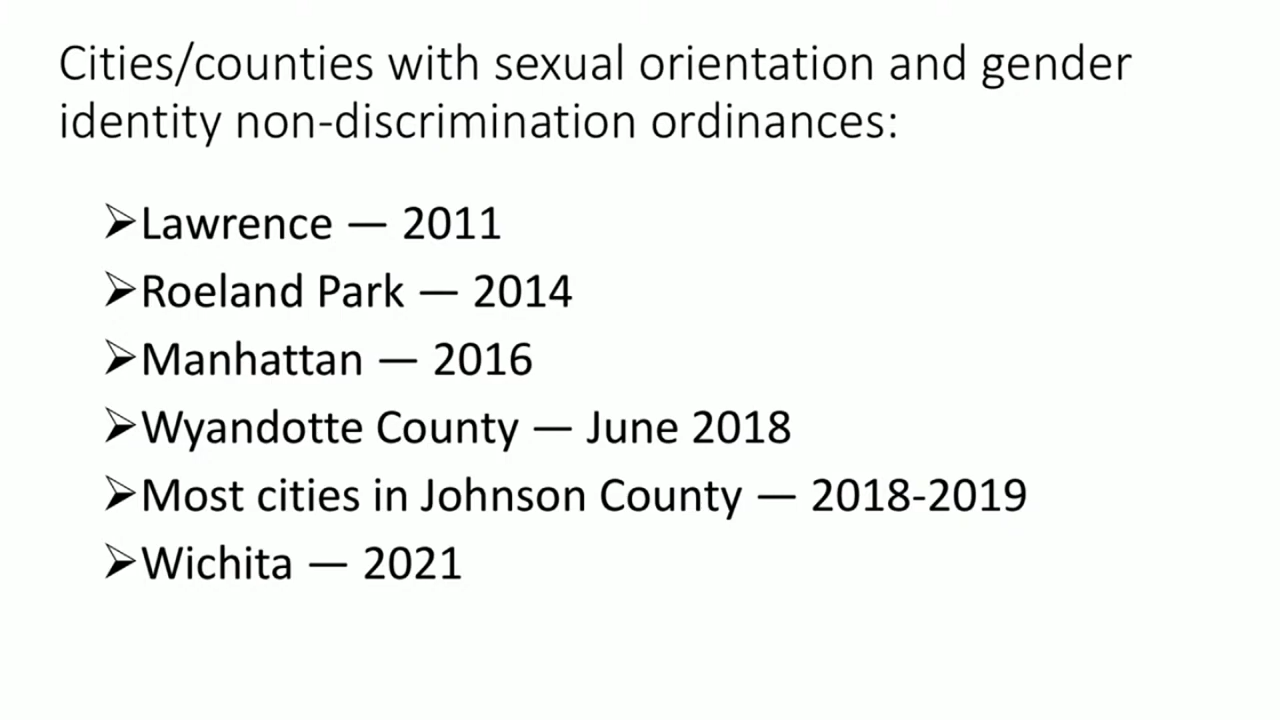 Cities/counties with sexual orientation and gender
identity non-discrimination ordinances:
➢Lawrence — 2011
➢Roeland Park — 2014
➢Manhattan — 2016
➢Wyandotte County — June 2018
➢Most cities in Johnson County — 2018-2019
➢Wichita — 2021